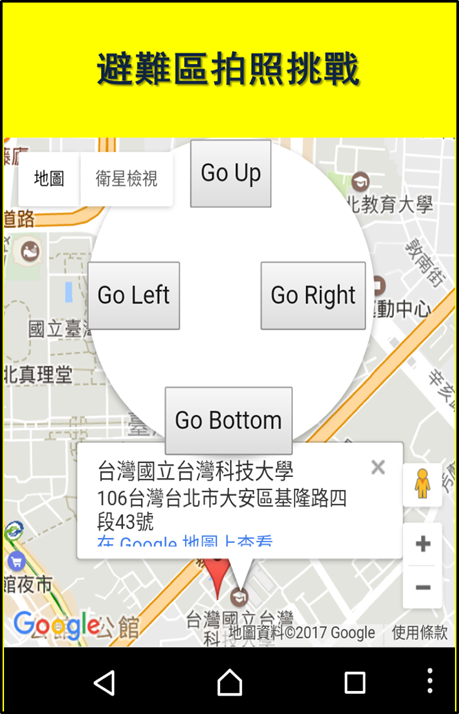 避難區拍照挑戰
地圖
衛星檢視
Go Up
北教育大學
道路
敦南街
Go Left
Go Right
運動中心
國立臺灣
北真理堂
Go Bottom
辛亥
台灣國立台灣科技大學
106台灣台北市大安區基隆路四
段43號
在 Google 地圖上查看
館夜市
Google
公館
台灣國立台灣
科技
地圖資料©2017 Google
使用條款